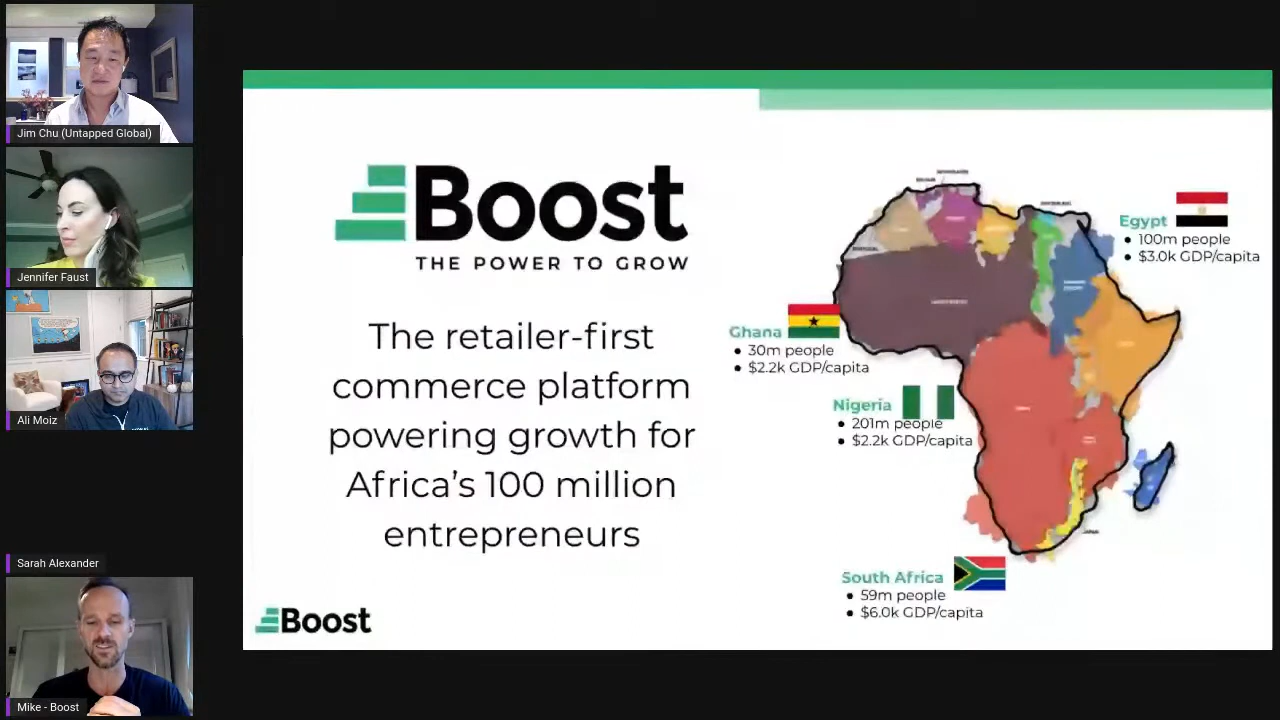 Jim Chu (Untapped Global)
Jennifer Faust
Ali Moiz
Sarah Alexander
Mike - Boost
Boost
THE POWER TO GROW
The retailer-first
commerce platform
powering growth for
Africa's 100 million
entrepreneurs
Boost
Egypt
• 100m people
• $3.0k GDP/capita
Ghana
• 30m people
• $2.2k GDP/capita
Nigeria
• 201m people
• $2.2k GDP/capita
South Africa
• 59m people
• $6.0k GDP/capita
JAPAN